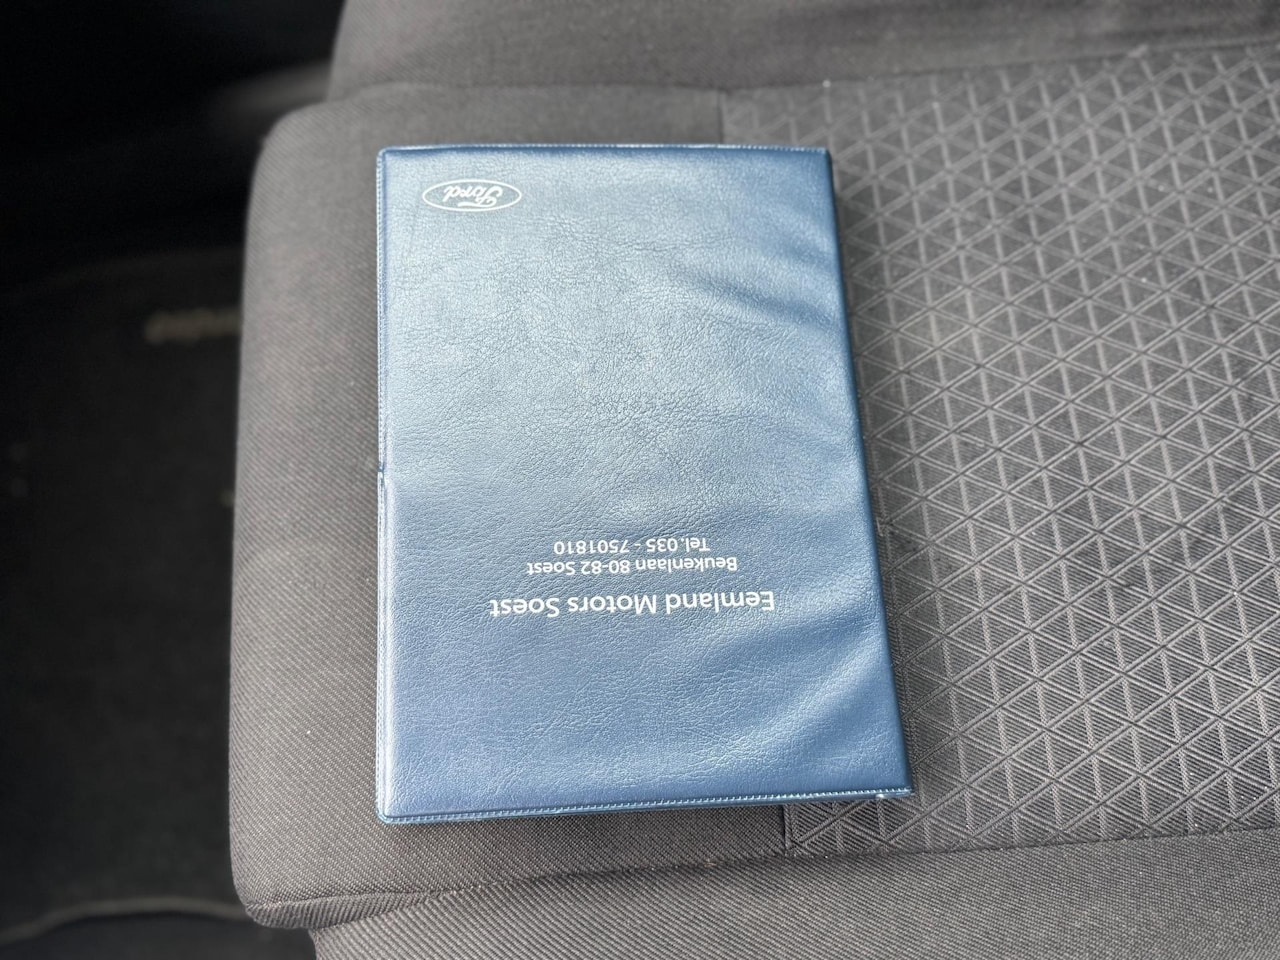 Eemland Motors Soest
Beukenlaan 80-82 Soest
Tel.035 - 7501810
Ford